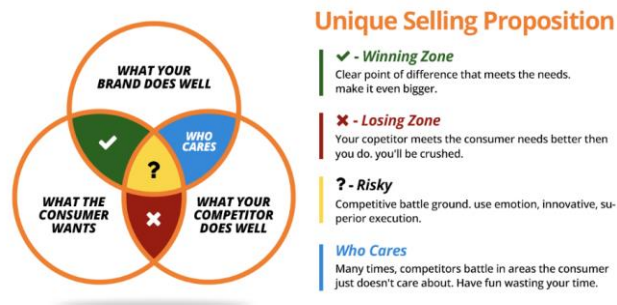 Unique Selling Proposition
WHAT YOUR
BRAND DOES WELL
WHO
CARES
?
WHAT THE
CONSUMER
WANTS
WHAT YOUR
COMPETITOR
DOES WELL
✔ - Winning Zone
Clear point of difference that meets the needs.
make it even bigger.
✖ - Losing Zone
Your copetitor meets the consumer needs better then
you do. you'll be crushed.
? - Risky
Competitive battle ground. use emotion, innovative, su-
perior execution.
Who Cares
Many times, competitors battle in areas the consumer
just doesn't care about. Have fun wasting your time.